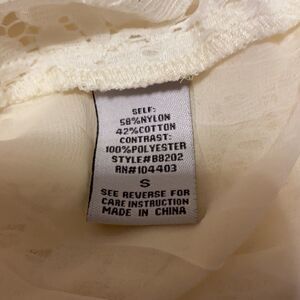 SELF:
58%NYLON
42%COTTON
CONTRAST:
100%POLYESTER
STYLE#BB202
RN#104403
S
SEE REVERSE FOR
CARE INSTRUCTION
MADE IN CHINA